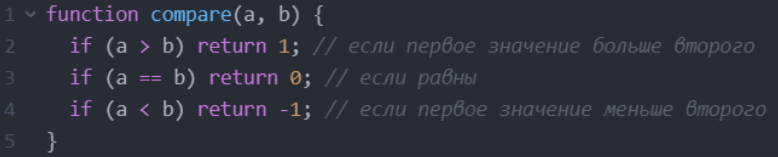 1 function compare(a, b) {
2 if (a > b) return 1; // если первое значение больше второго
3 if (a == b) return 0; // если равны
4 if (a < b) return -1; // если первое значение меньше второго
5 }